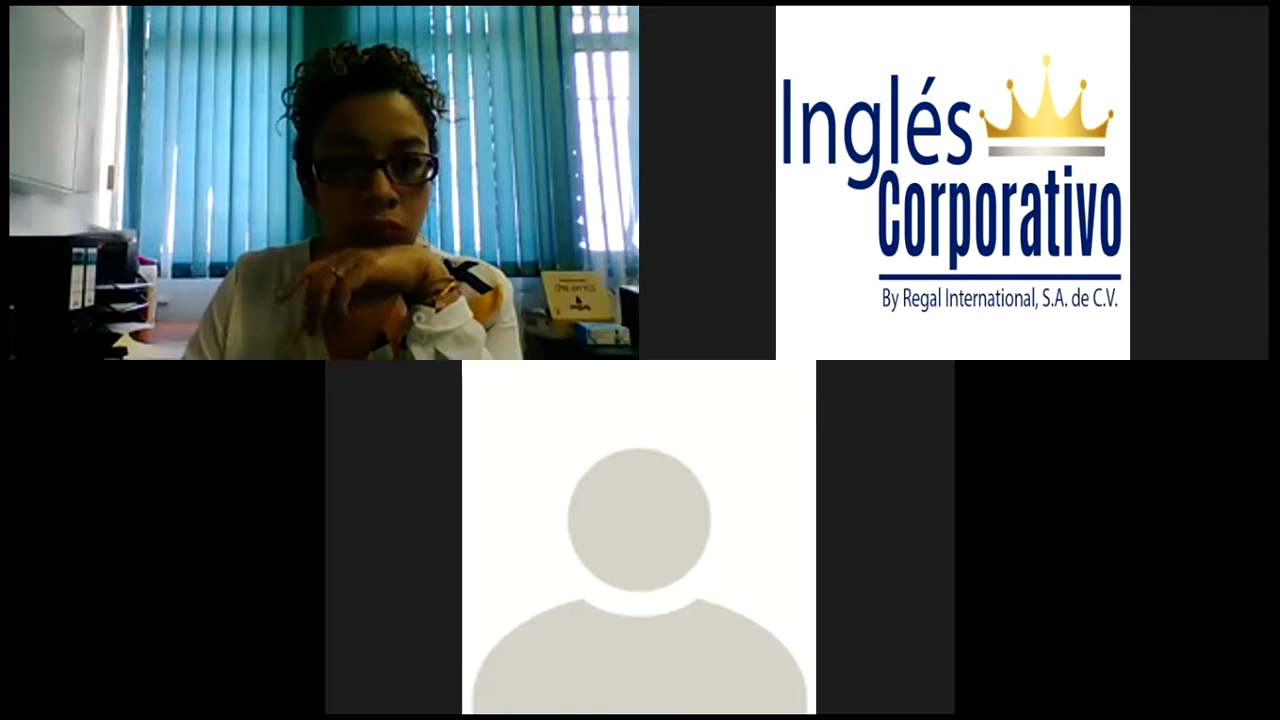 Inglés
Corporativo
By Regal International, S.A. de C.V.